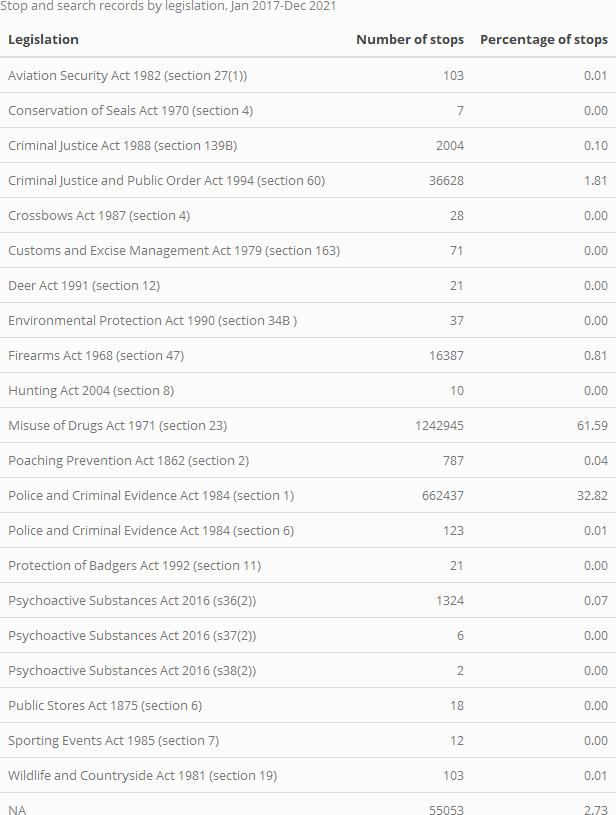 Stop and search records by legislation, Jan 2017-Dec 2021
Legislation Number of stops Percentage of stops
Aviation Security Act 1982 (section 27(1)) 103 0.01
Conservation of Seals Act 1970 (section 4) 7 0.00
Criminal Justice Act 1988 (section 139B) 2004 0.10
Criminal Justice and Public Order Act 1994 (section 60) 36628 1.81
Crossbows Act 1987 (section 4) 28 0.00
Customs and Excise Management Act 1979 (section 163) 71 0.00
Deer Act 1991 (section 12) 21 0.00
Environmental Protection Act 1990 (section 34B ) 37 0.00
Firearms Act 1968 (section 47) 16387 0.81
Hunting Act 2004 (section 8) 10 0.00
Misuse of Drugs Act 1971 (section 23) 1242945 61.59
Poaching Prevention Act 1862 (section 2) 787 0.04
Police and Criminal Evidence Act 1984 (section 1) 662437 32.82
Police and Criminal Evidence Act 1984 (section 6) 123 0.01
Protection of Badgers Act 1992 (section 11) 21 0.00
Psychoactive Substances Act 2016 (s36(2)) 1324 0.07
Psychoactive Substances Act 2016 (s37(2)) 6 0.00
Psychoactive Substances Act 2016 (s38(2)) 2 0.00
Public Stores Act 1875 (section 6) 18 0.00
Sporting Events Act 1985 (section 7) 12 0.00
Wildlife and Countryside Act 1981 (section 19) 103 0.01
NA 55053 2.73